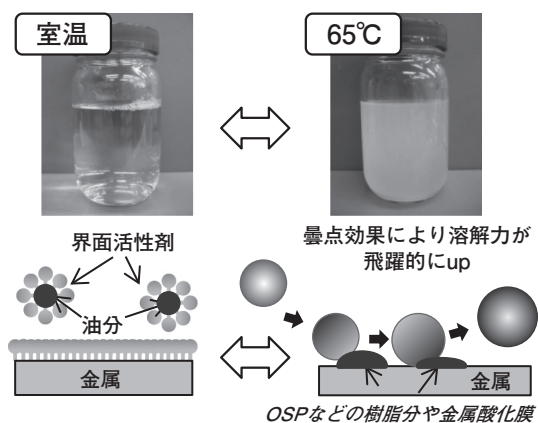 室温
65℃
界面活性剤
油分
金属
曇点効果により溶解力が
飛躍的にup
金属
OSPなどの樹脂分や金属酸化膜